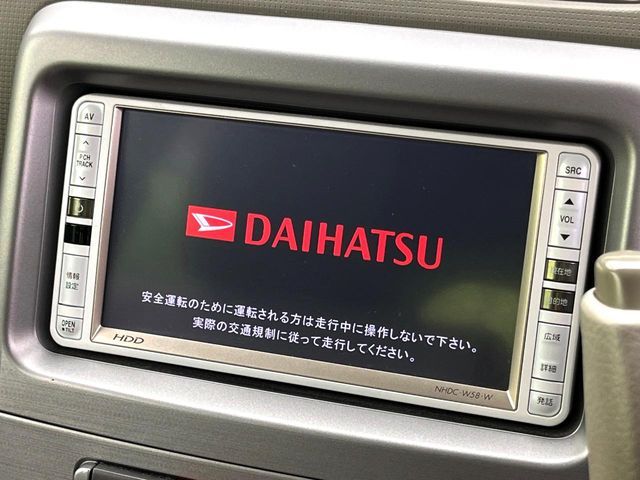 AV
P.CH
TRACK
情報
設定
OPEN
TILT
HDD
DAIHATSU
安全運転のために運転される方は走行中に操作しないで下さい。
実際の交通規制に従って走行してください。
NHDC-W58-W
SRC
VOL
現在地
目的地
広域
詳細
発話